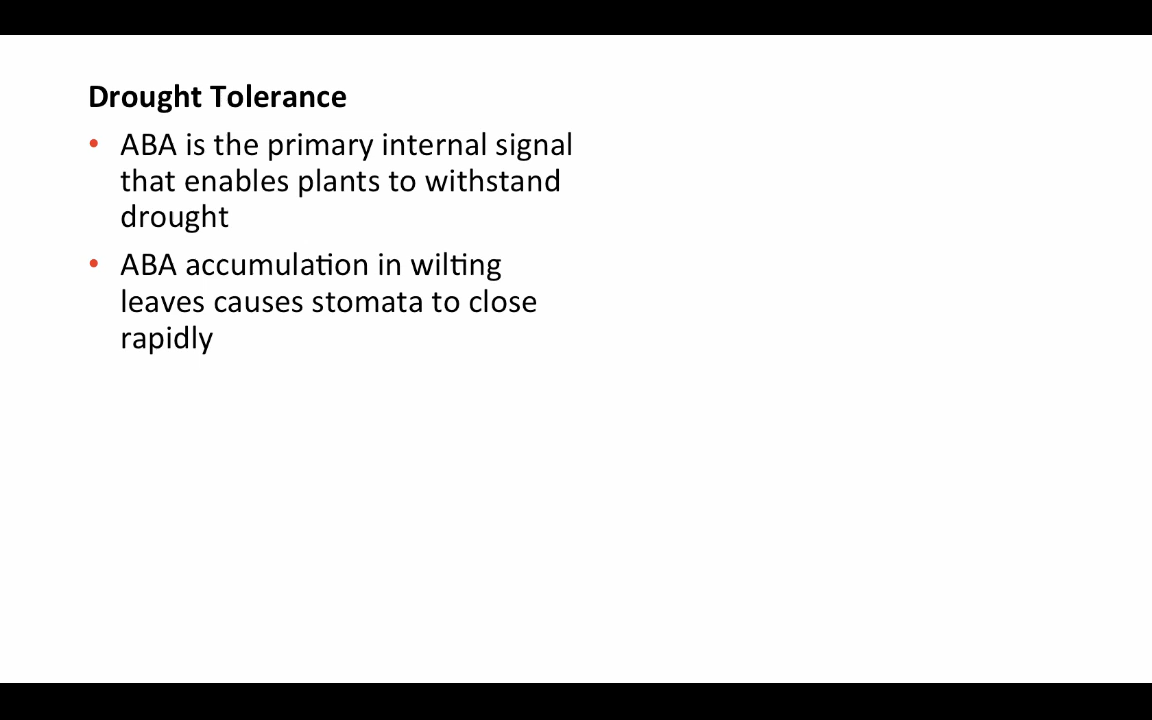 Drought Tolerance
• ABA is the primary internal signal
that enables plants to withstand
drought
• ABA accumulation in wilting
leaves causes stomata to close
rapidly